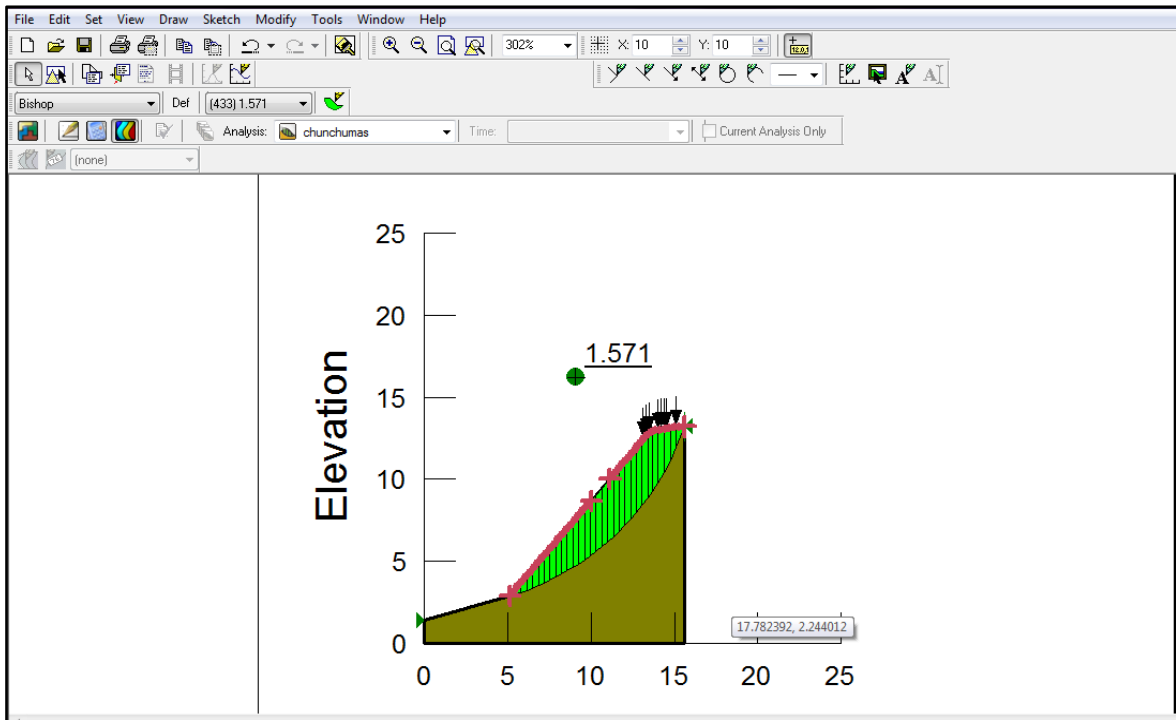 File Edit Set View Draw Sketch Modify Tools Window Help
302% X: 10 Y: 10
Bishop Def (433) 1.571
Analysis: chunchumas Time: Current Analysis Only
(none)
25
20
15
10
5
0
Elevation
1.571
17.782392, 2.244012
0 5 10 15 20 25